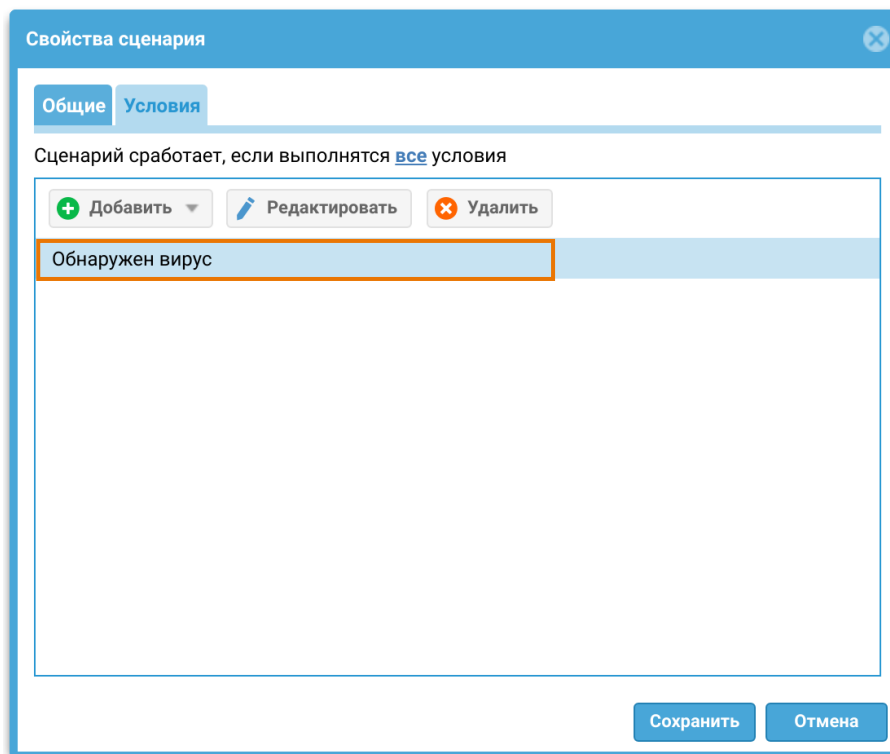 Свойства сценария
Общие Условия
Сценарий сработает, если выполнятся все условия
Добавить Редактировать Удалить
Обнаружен вирус
Сохранить Отмена